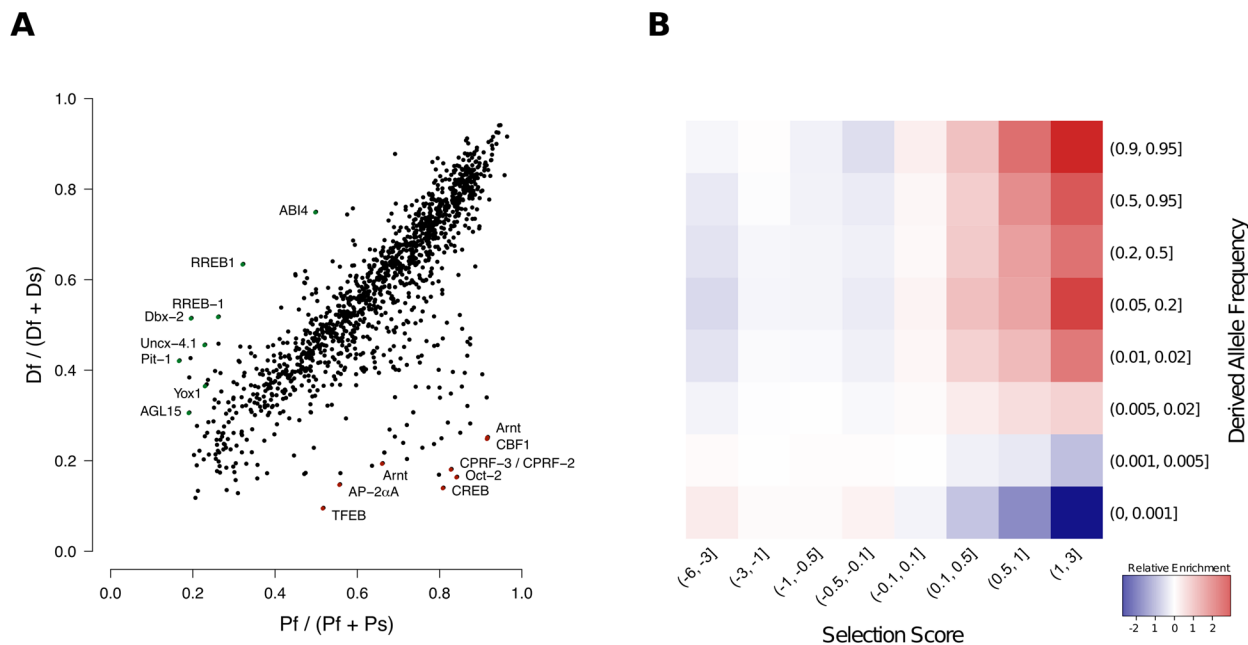 A
B
1.0
0.8
0.6
0.4
0.2
0.0
Df / (Df + Ds)
ABI4
RREB1
RREB−1
Dbx−2
Uncx−4.1
Pit−1
Yox1
AGL15
Arnt
CBF1
CPRF−3 / CPRF−2
Arnt
Oct−2
AP−2αA
CREB
TFEB
0.0
0.2
0.4
0.6
0.8
1.0
Pf / (Pf + Ps)
(0.9, 0.95]
(0.5, 0.95]
(0.2, 0.5]
(0.05, 0.2]
(0.01, 0.02]
(0.005, 0.02]
(0.001, 0.005]
(0, 0.001]
Derived Allele Frequency
(-6, -3]
(-3, -1]
(-1, -0.5]
(-0.5, -0.1]
(-0.1, 0.1]
(0.1, 0.5]
(0.5, 1]
(1, 3]
Selection Score
Relative Enrichment
-2 1 0 1 2